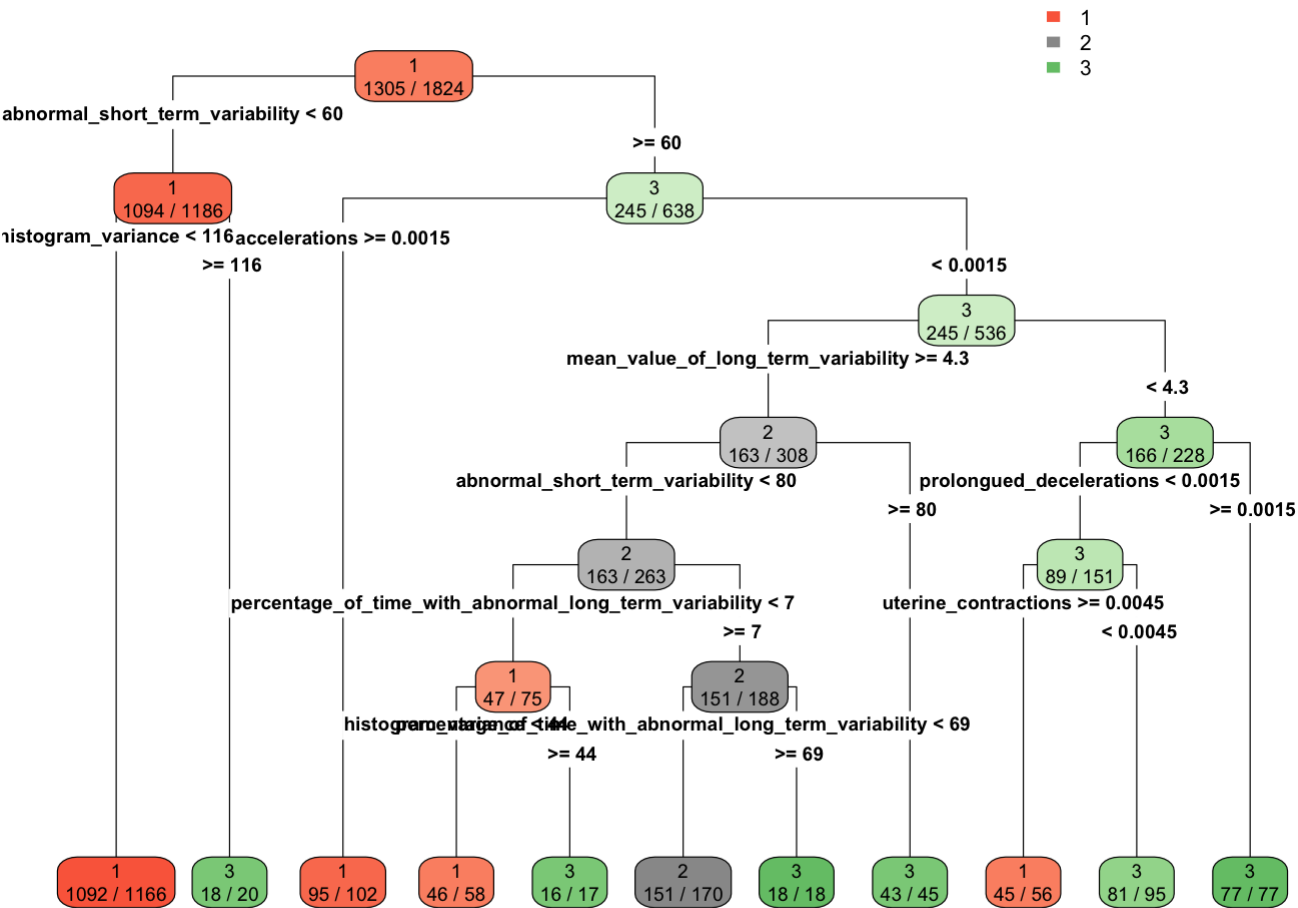 1
2
3
1
1305 / 1824
abnormal_short_term_variability < 60
>= 60
1
1094 / 1186
3
245 / 638
histogram_variance < 116
accelerations >= 0.0015
>= 116
< 0.0015
3
245 / 536
mean_value_of_long_term_variability >= 4.3
< 4.3
2
163 / 308
3
166 / 228
abnormal_short_term_variability < 80
prolongued_decelerations < 0.0015
>= 80
>= 0.0015
2
163 / 263
3
89 / 151
percentage_of_time_with_abnormal_long_term_variability < 7
uterine_contractions >= 0.0045
>= 7
< 0.0045
1
47 / 75
2
151 / 188
histogram_variance < 44
percentage_of_time_with_abnormal_long_term_variability < 69
>= 44
>= 69
1
1092 / 1166
3
18 / 20
1
95 / 102
1
46 / 58
3
16 / 17
2
151 / 170
3
18 / 18
3
43 / 45
1
45 / 56
3
81 / 95
3
77 / 77